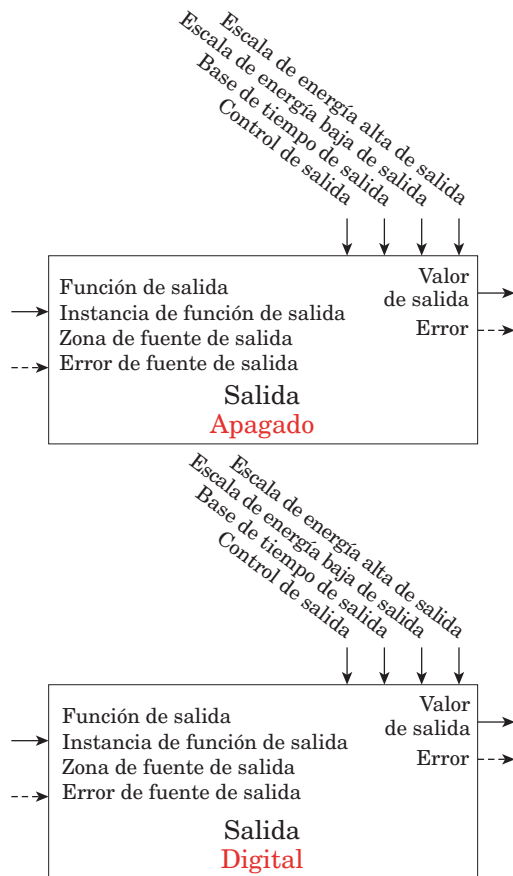 Escala de energía alta de salida
Escala de energía baja de salida
Base de tiempo de salida
Control de salida
Función de salida
Instancia de función de salida
Zona de fuente de salida
Error de fuente de salida
Valor
de salida
Error
Salida
Apagado
Escala de energía alta de salida
Escala de energía baja de salida
Base de tiempo de salida
Control de salida
Función de salida
Instancia de función de salida
Zona de fuente de salida
Error de fuente de salida
Valor
de salida
Error
Salida
Digital